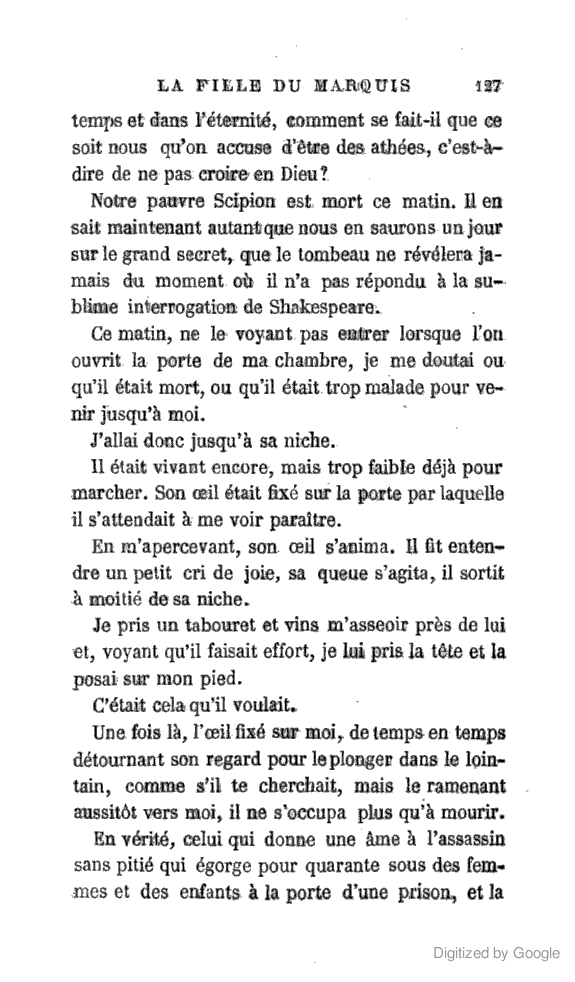 LA FILLE DU MARQUIS 127
temps et dans l'éternité, comment se fait-il que ce
soit nous qu'on accuse d'être des athées, c'est-à-
dire de ne pas croire en Dieu?
Notre pauvre Scipion est mort ce matin. Il en
sait maintenant autant que nous en saurons un jour
sur le grand secret, que le tombeau ne révélera ja-
mais du moment où il n'a pas répondu à la su-
blime interrogation de Shakespeare.
Ce matin, ne le voyant pas entrer lorsque l'on
ouvrit la porte de ma chambre, je me doutai ou
qu'il était mort, ou qu'il était trop malade pour ve-
nir jusqu'à moi.
J'allai donc jusqu'à sa niche.
Il était vivant encore, mais trop faible déjà pour
marcher. Son œil était fixé sur la porte par laquelle
il s'attendait à me voir paraître.
En m'apercevant, son œil s'anima. Il fit enten-
dre un petit cri de joie, sa queue s'agita, il sortit
à moitié de sa niche.
Je pris un tabouret et vins m'asseoir près de lui
et, voyant qu'il faisait effort, je lui pris la tête et la
posai sur mon pied.
C'était cela qu'il voulait.
Une fois là, l'œil fixé sur moi, de temps en temps
détournant son regard pour le plonger dans le loin-
tain, comme s'il te cherchait, mais le ramenant
aussitôt vers moi, il ne s'occupa plus qu'à mourir.
En vérité, celui qui donne une âme à l'assassin
sans pitié qui égorge pour quarante sous des fem-
mes et des enfants à la porte d'une prison, et la
Digitized by Google